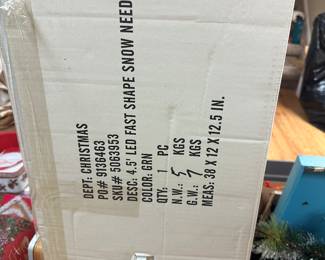 DEPT: CHRISTMAS
PO# 9136463
SKU# 5063953
DESC: 4.5' LED FAST SHAPE SNOW NEED
COLOR: GRN
QTY: 1 PC
N.W.: 5 KGS
G.W.: 7 KGS
MEAS: 38 X 12 X 12.5 IN.